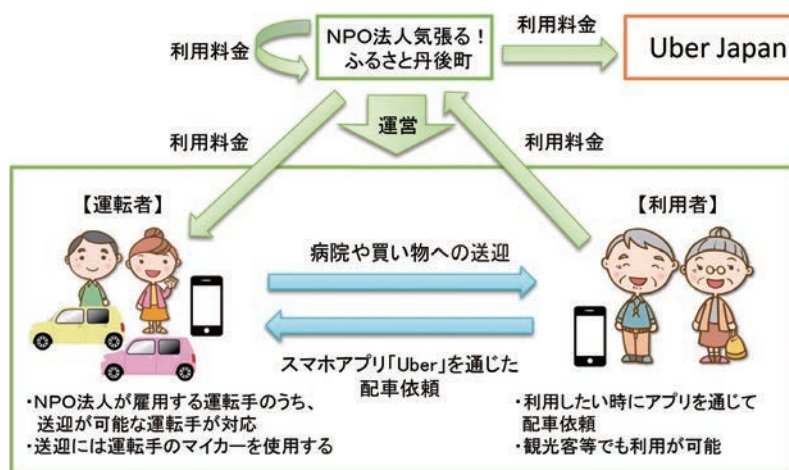 利用料金
NPO法人気張る！
ふるさと丹後町
利用料金
Uber Japan
利用料金
運営
利用料金
【運転者】
【利用者】
病院や買い物への送迎
スマホアプリ「Uber」を通じた
配車依頼
・NPO法人が雇用する運転手のうち、
送迎が可能な運転手が対応
・送迎には運転手のマイカーを使用する
・利用したい時にアプリを通じて
配車依頼
・観光客等でも利用が可能